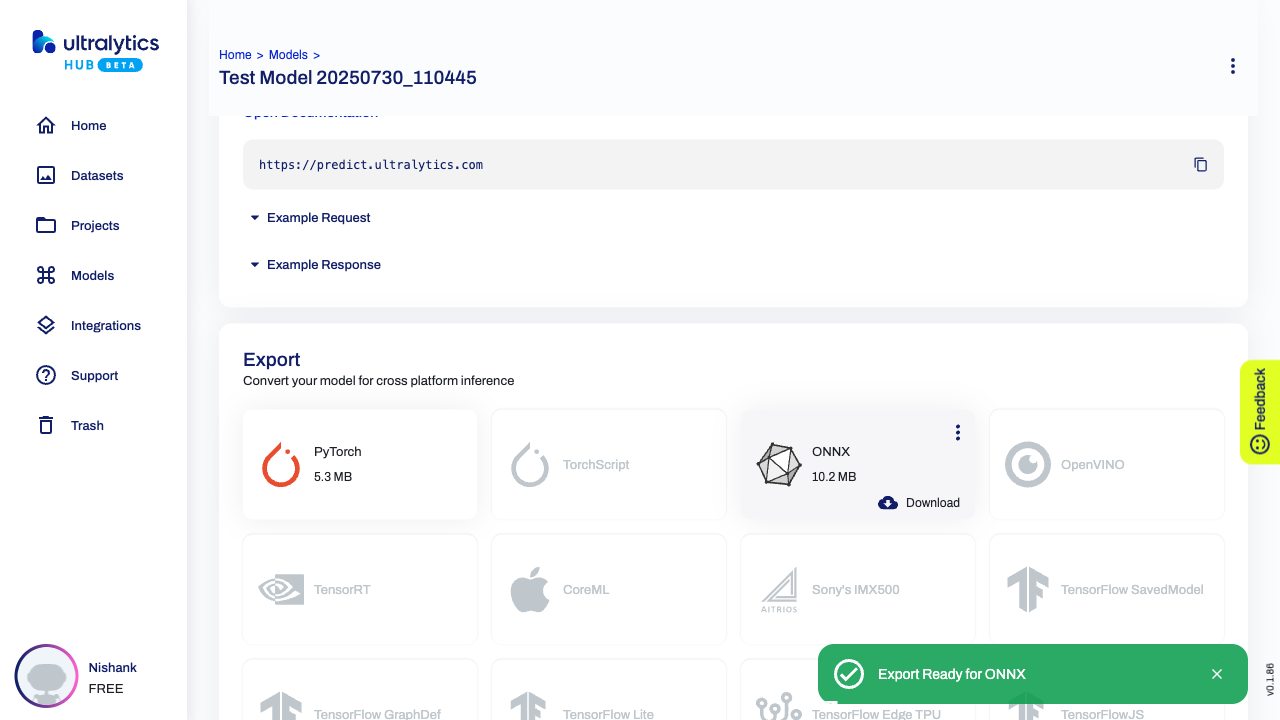 ultralytics
HUB BETA
Home
Datasets
Projects
Models
Integrations
Support
Trash
Nishank
FREE
Home > Models >
Test Model 20250730_110445
Open Documentation
https://predict.ultralytics.com
Example Request
Example Response
Export
Convert your model for cross platform inference
PyTorch
5.3 MB
TorchScript
ONNX
10.2 MB
Download
OpenVINO
TensorRT
CoreML
AITRIOS
Sony's IMX500
TensorFlow SavedModel
TensorFlow GraphDef
TensorFlow Lite
TensorFlow Edge TPU
TensorFlowJS
Export Ready for ONNX
Feedback
v0.1.86